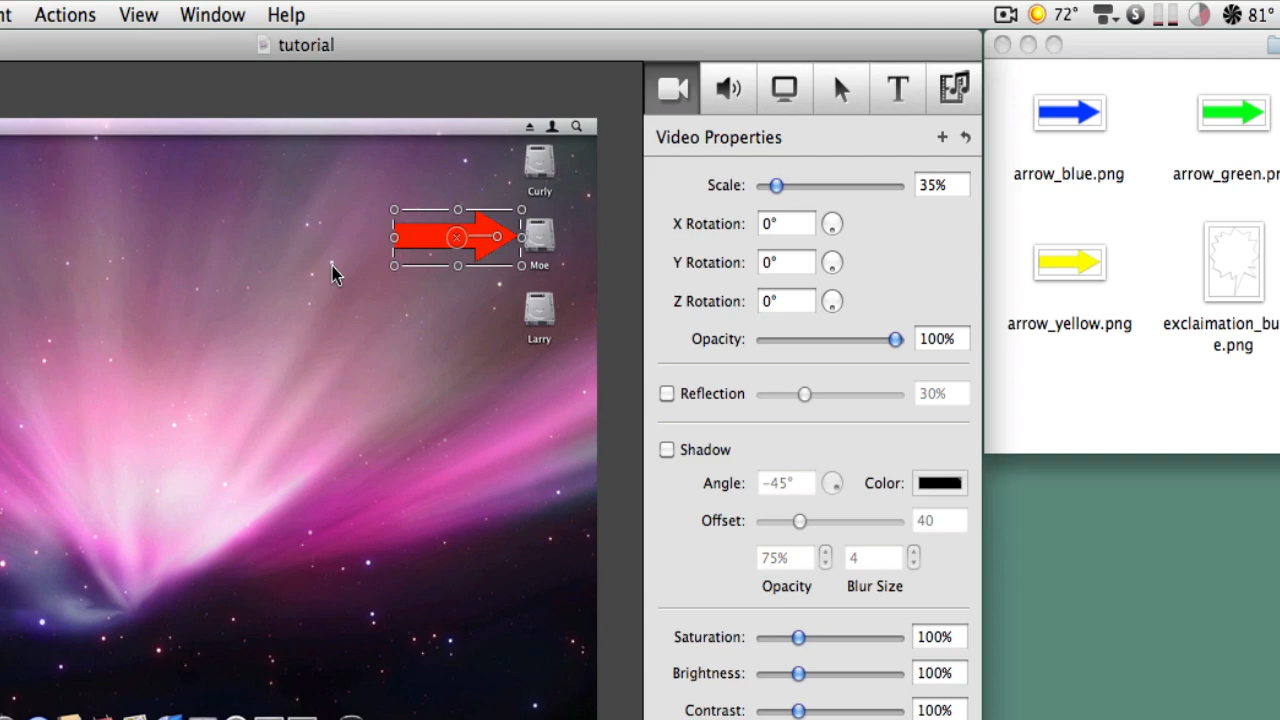 nt Actions View Window Help 72° 81°
tutorial
Video Properties
Scale: 35%
X Rotation: 0°
Y Rotation: 0°
Z Rotation: 0°
Opacity: 100%
Reflection 30%
Shadow
Angle: -45° Color:
Offset: 40
75% 4
Opacity Blur Size
Saturation: 100%
Brightness: 100%
Contrast: 100%
Curly
Moe
Larry
arrow_blue.png arrow_green.pr
arrow_yellow.png exclaimation_bu
e.png